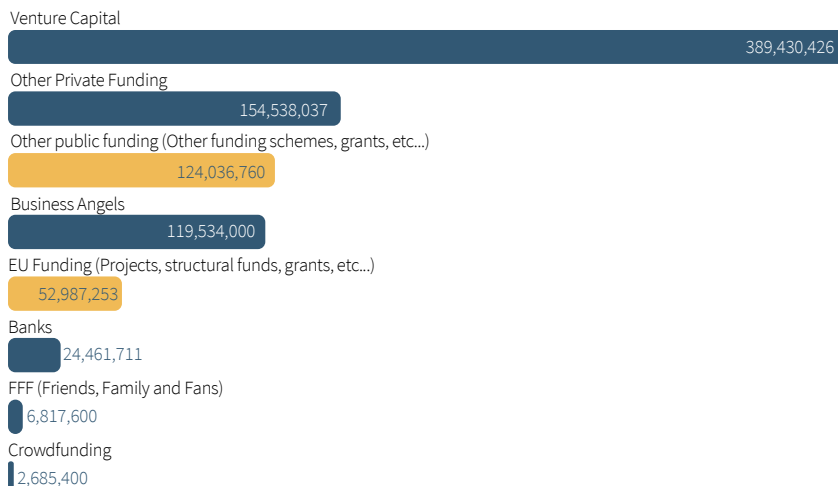 Venture Capital
389,430,426
Other Private Funding
154,538,037
Other public funding (Other funding schemes, grants, etc...)
124,036,760
Business Angels
119,534,000
EU Funding (Projects, structural funds, grants, etc...)
52,987,253
Banks
24,461,711
FFF (Friends, Family and Fans)
6,817,600
Crowdfunding
2,685,400